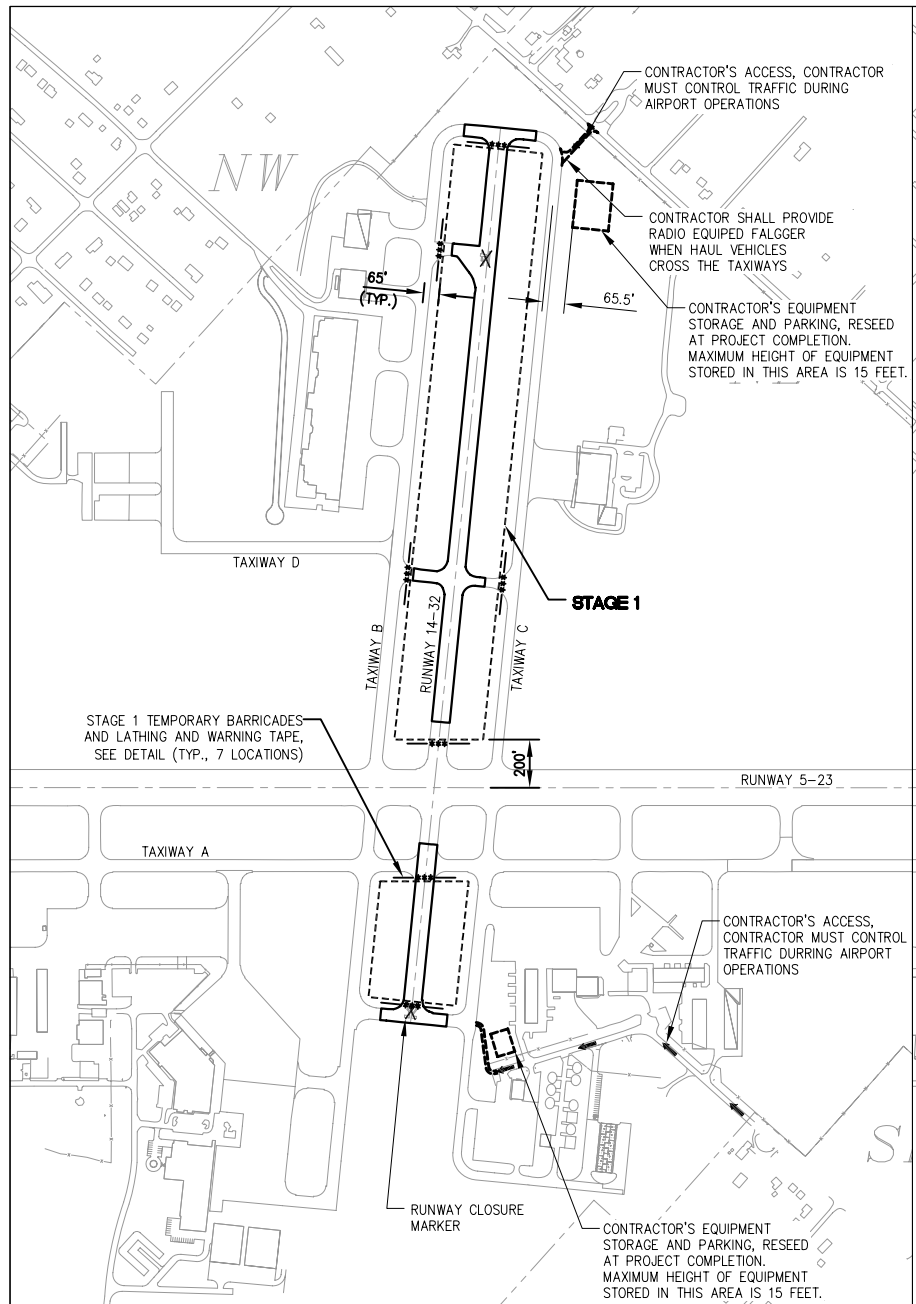 CONTRACTOR'S ACCESS, CONTRACTOR
MUST CONTROL TRAFFIC DURING
AIRPORT OPERATIONS
NW
CONTRACTOR SHALL PROVIDE
RADIO EQUIPED FALGGER
WHEN HAUL VEHICLES
CROSS THE TAXIWAYS
65'
(TYP.)
65.5'
CONTRACTOR'S EQUIPMENT
STORAGE AND PARKING, RESEED
AT PROJECT COMPLETION.
MAXIMUM HEIGHT OF EQUIPMENT
STORED IN THIS AREA IS 15 FEET.
TAXIWAY D
STAGE 1
TAXIWAY B
RUNWAY 14-32
TAXIWAY C
STAGE 1 TEMPORARY BARRICADES
AND LATHING AND WARNING TAPE,
SEE DETAIL (TYP., 7 LOCATIONS)
200'
RUNWAY 5-23
TAXIWAY A
CONTRACTOR'S ACCESS,
CONTRACTOR MUST CONTROL
TRAFFIC DURRING AIRPORT
OPERATIONS
RUNWAY CLOSURE
MARKER
CONTRACTOR'S EQUIPMENT
STORAGE AND PARKING, RESEED
AT PROJECT COMPLETION.
MAXIMUM HEIGHT OF EQUIPMENT
STORED IN THIS AREA IS 15 FEET.